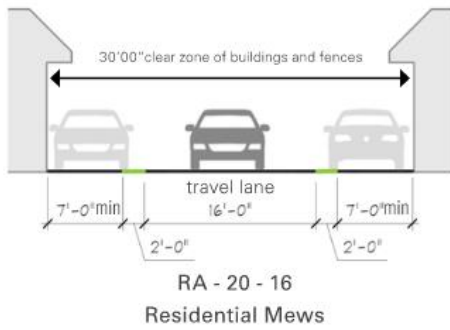 30'00"clear zone of buildings and fences
travel lane
7'-0"min 16'-0" 7'-0"min
2'-0" 2'-0"
RA - 20 - 16
Residential Mews